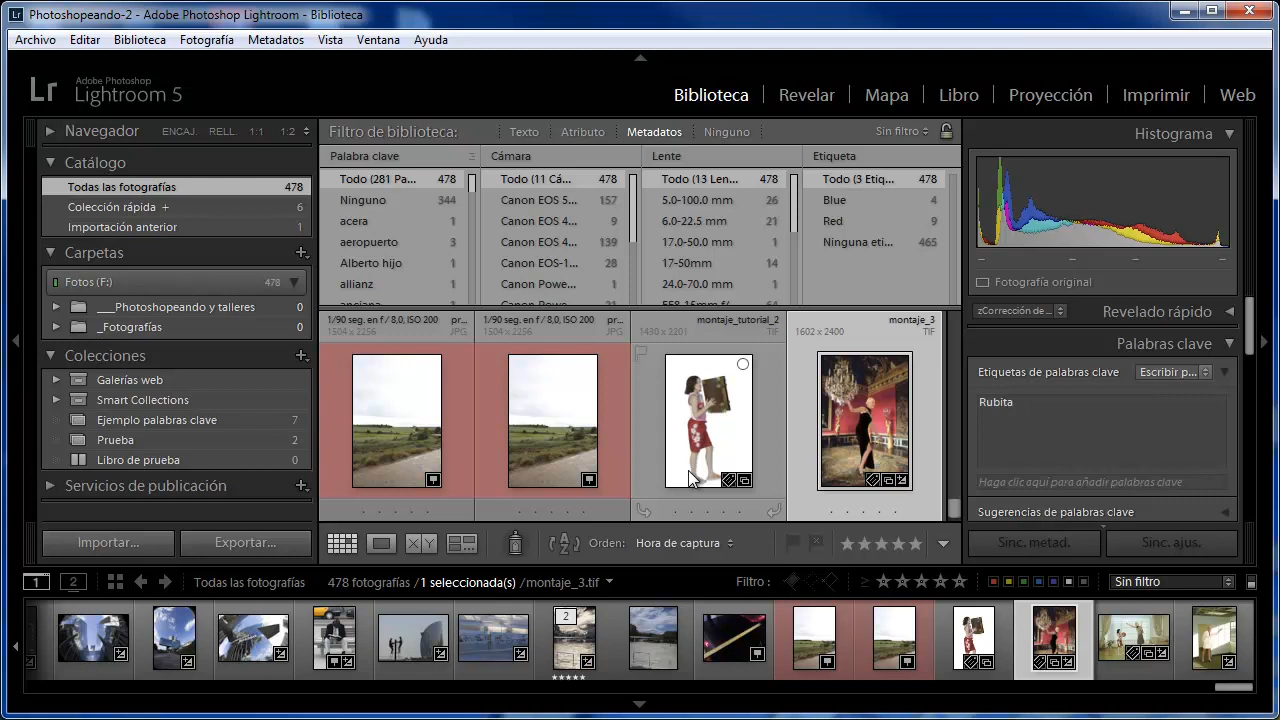 Photoshopeando-2 - Adobe Photoshop Lightroom - Biblioteca
Archivo Editar Biblioteca Fotografía Metadatos Vista Ventana Ayuda
Lr Adobe Photoshop
Lightroom 5
Biblioteca Revelar Mapa Libro Proyección Imprimir Web
Navegador ENCAJ. RELL. 1:1 1:2
Catálogo
Todas las fotografías 478
Colección rápida + 6
Importación anterior 1
Carpetas
Fotos (F:) 478
___Photoshopeando y talleres 0
_Fotografías 0
Colecciones
Galerías web
Smart Collections
Ejemplo palabras clave 7
Prueba 2
Libro de prueba 0
Servicios de publicación
Importar... Exportar...
Filtro de biblioteca: Texto Atributo Metadatos Ninguno Sin filtro
Palabra clave Cámara Lente Etiqueta
Todo (281 Pa... 478 Todo (11 Cá... 478 Todo (13 Len... 478 Todo (3 Etiq... 478
Ninguno 344 Canon EOS 5... 157 5.0-100.0 mm 26 Blue 4
acera 1 Canon EOS 4... 9 6.0-22.5 mm 21 Red 9
aeropuerto 3 Canon EOS 4... 139 17.0-50.0 mm 1 Ninguna eti... 465
Alberto hijo 1 Canon EOS-1... 28 17-50mm 14
allianz 1 Canon Powe... 1 24.0-70.0 mm 1
1/90 seg. en f / 8,0, ISO 200 pr... 1/90 seg. en f / 8,0, ISO 200 pr... montaje_tutorial_2 montaje_3
1504 x 2256 JPG 1504 x 2256 JPG 1430 x 2201 TIF 1602 x 2400 TIF
Orden: Hora de captura
Histograma
Fotografía original
zCorrección de ... Revelado rápido
Palabras clave
Etiquetas de palabras clave Escribir p...
Rubita
Haga clic aquí para añadir palabras clave
Sugerencias de palabras clave
Sinc. metad. Sinc. ajus.
1 2 Todas las fotografías 478 fotografías / 1 seleccionada(s) / montaje_3.tif Filtro : Sin filtro
2